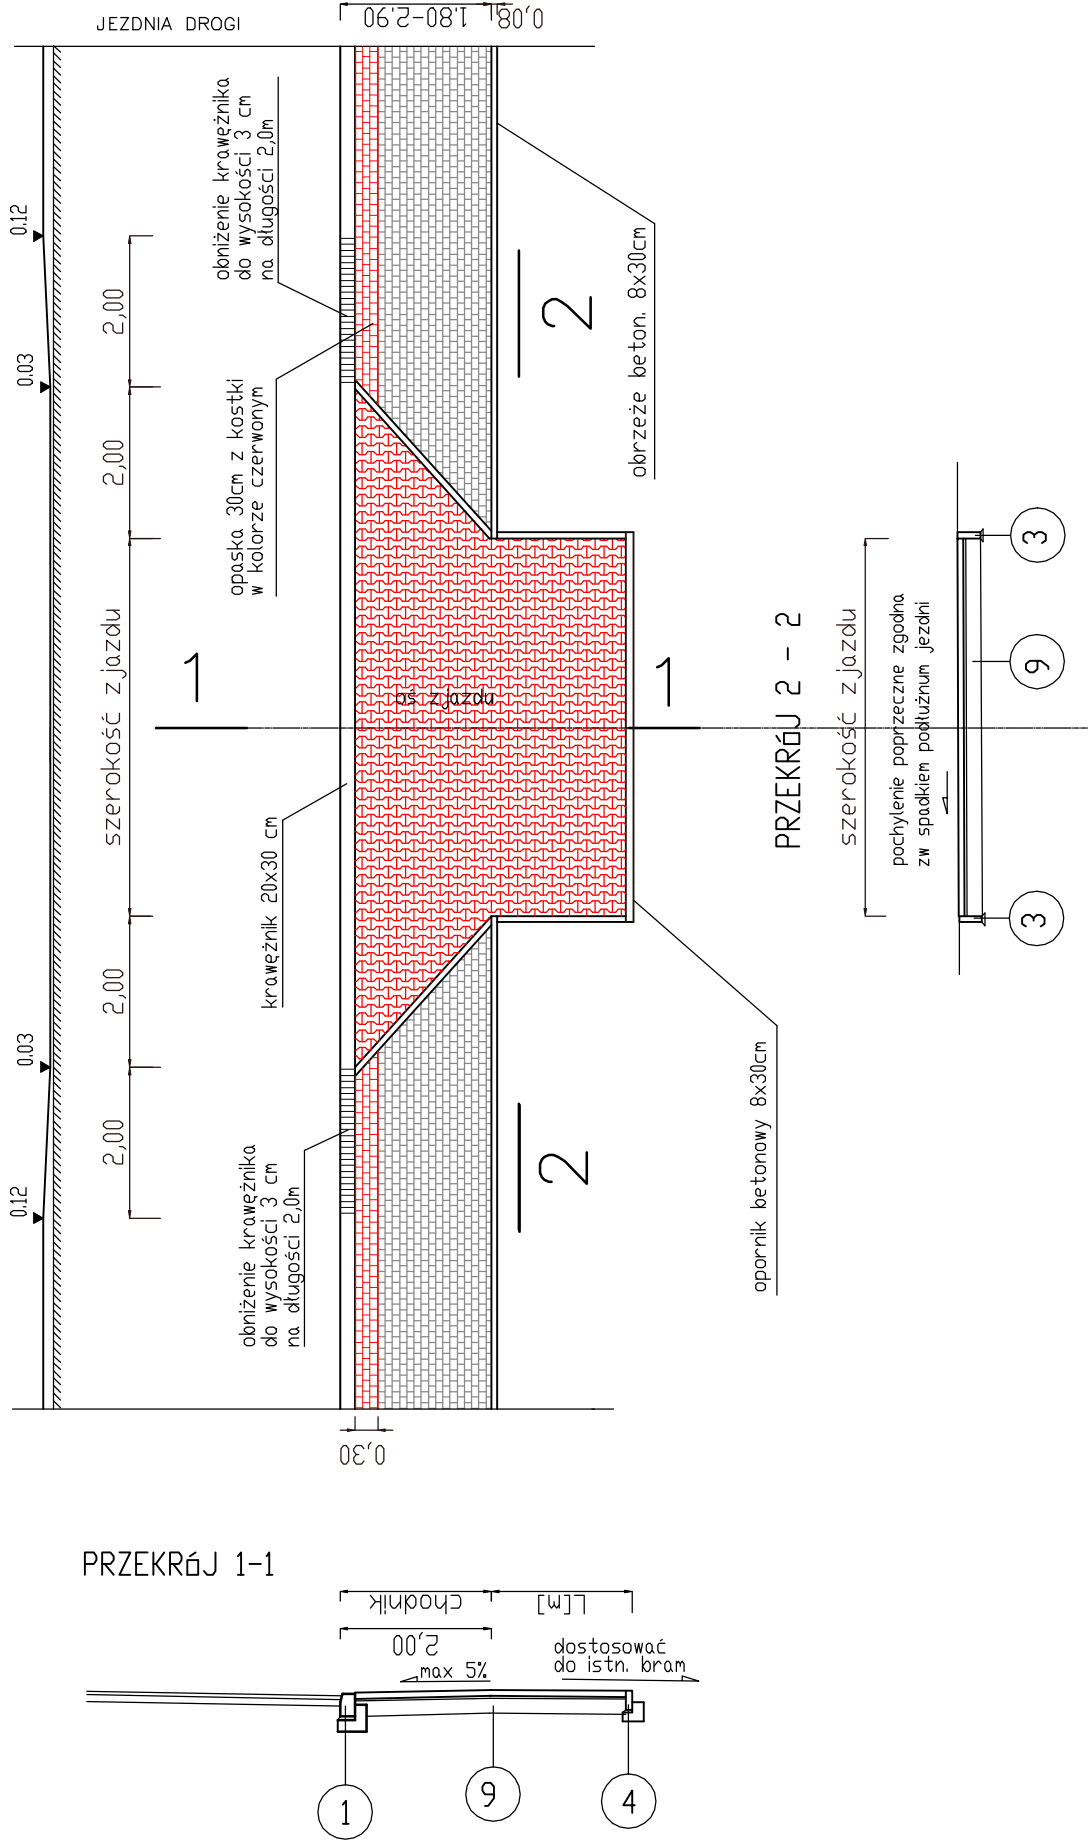 JEZDNIA DROGI
1.80-2.90
0,08
0.12
0.03
0.03
0.12
2,00
2,00
szerokość zjazdu
2,00
2,00
obniżenie krawężnika
do wysokości 3 cm
na długości 2,0m
opaska 30cm z kostki
w kolorze czerwonym
krawężnik 20x30 cm
obniżenie krawężnika
do wysokości 3 cm
na długości 2,0m
1
1
oś zjazdu
2
2
obrzeże beton. 8x30cm
opornik betonowy 8x30cm
0,30
PRZEKRóJ 2 - 2
szerokość zjazdu
pochylenie poprzeczne zgodna
zw spadkiem podłużnum jezdni
3
9
3
PRZEKRóJ 1-1
chodnik
L[m]
2,00
max 5%
dostosować
do istn. bram
1
9
4